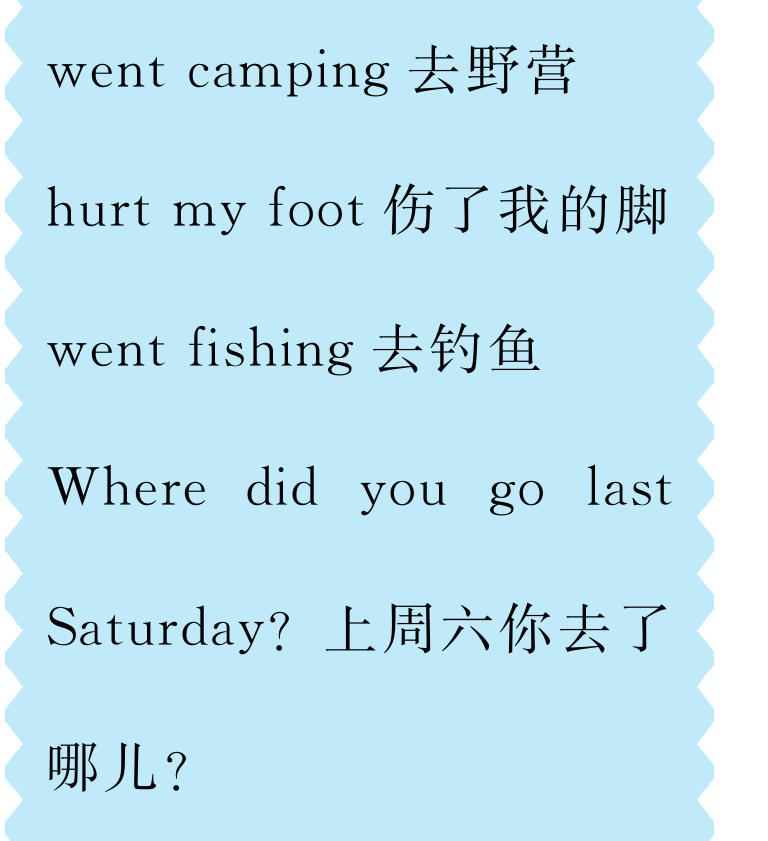 went camping 去野营
hurt my foot 伤了我的脚
went fishing 去钓鱼
Where did you go last
Saturday? 上周六你去了
哪儿?